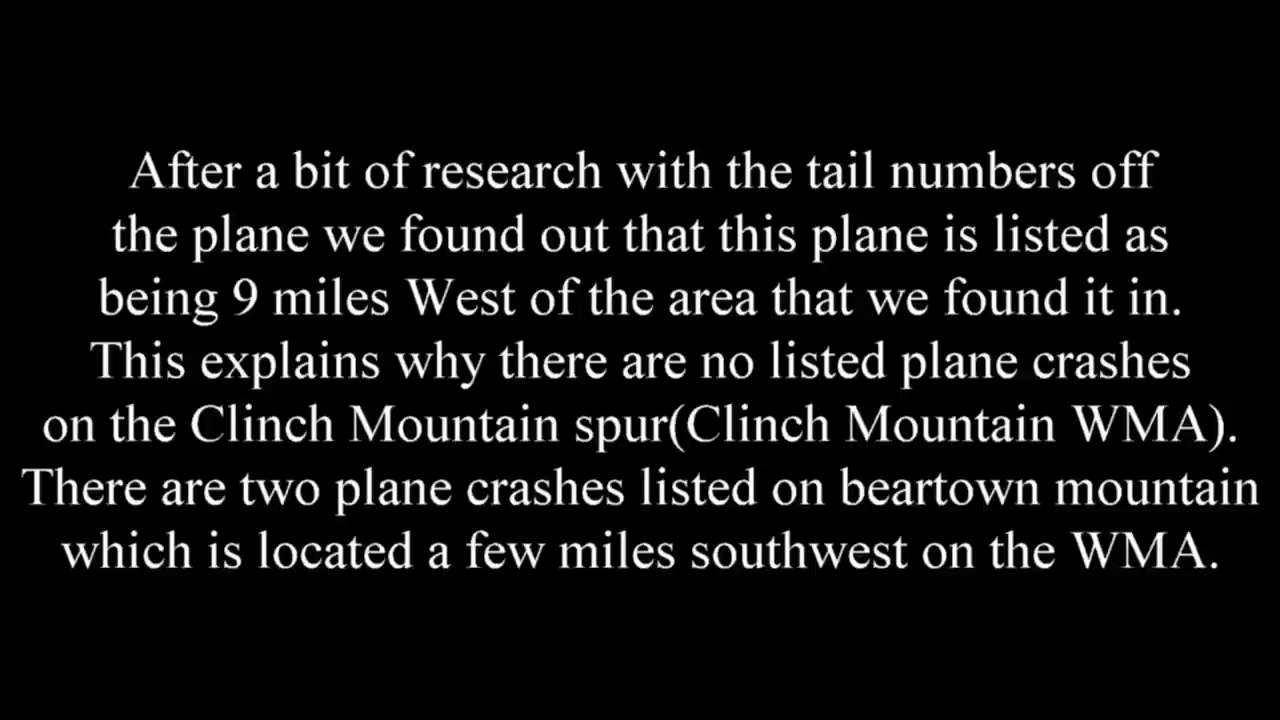 After a bit of research with the tail numbers off
the plane we found out that this plane is listed as
being 9 miles West of the area that we found it in.
This explains why there are no listed plane crashes
on the Clinch Mountain spur(Clinch Mountain WMA).
There are two plane crashes listed on beartown mountain
which is located a few miles southwest on the WMA.